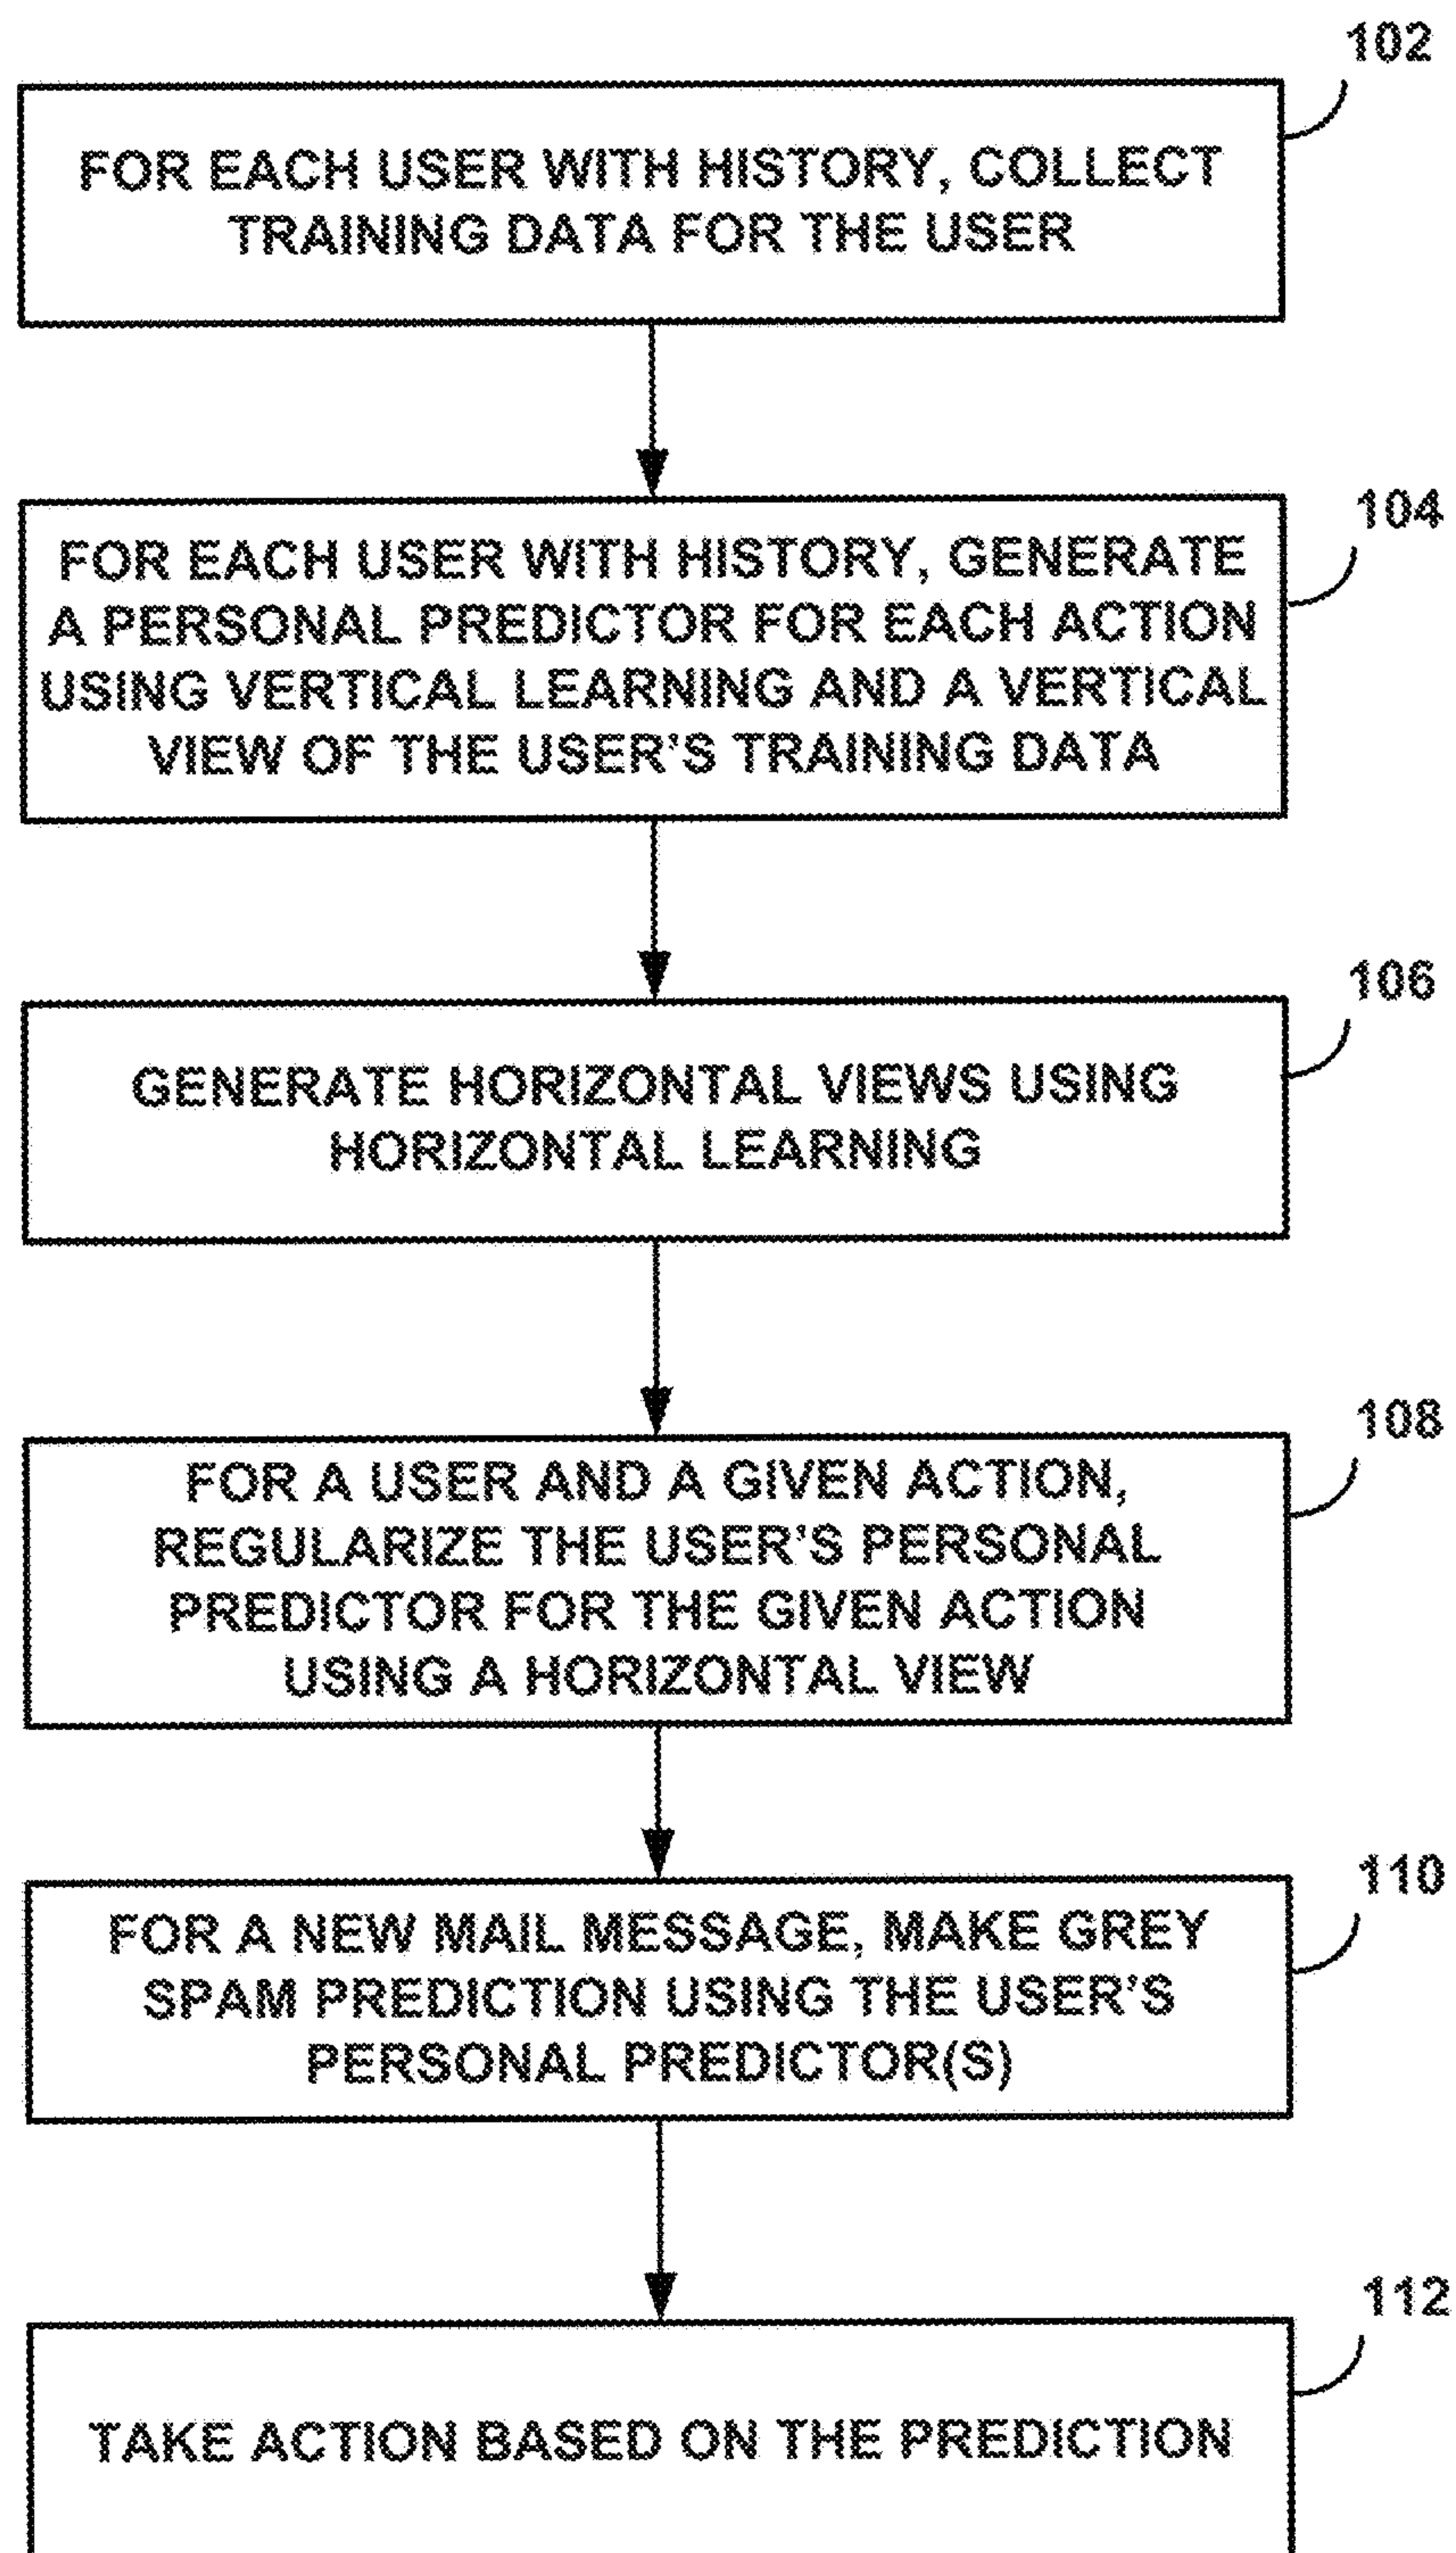 102
FOR EACH USER WITH HISTORY, COLLECT
TRAINING DATA FOR THE USER
104
FOR EACH USER WITH HISTORY, GENERATE
A PERSONAL PREDICTOR FOR EACH ACTION
USING VERTICAL LEARNING AND A VERTICAL
VIEW OF THE USER'S TRAINING DATA
106
GENERATE HORIZONTAL VIEWS USING
HORIZONTAL LEARNING
108
FOR A USER AND A GIVEN ACTION,
REGULARIZE THE USER'S PERSONAL
PREDICTOR FOR THE GIVEN ACTION
USING A HORIZONTAL VIEW
110
FOR A NEW MAIL MESSAGE, MAKE GREY
SPAM PREDICTION USING THE USER'S
PERSONAL PREDICTOR(S)
112
TAKE ACTION BASED ON THE PREDICTION